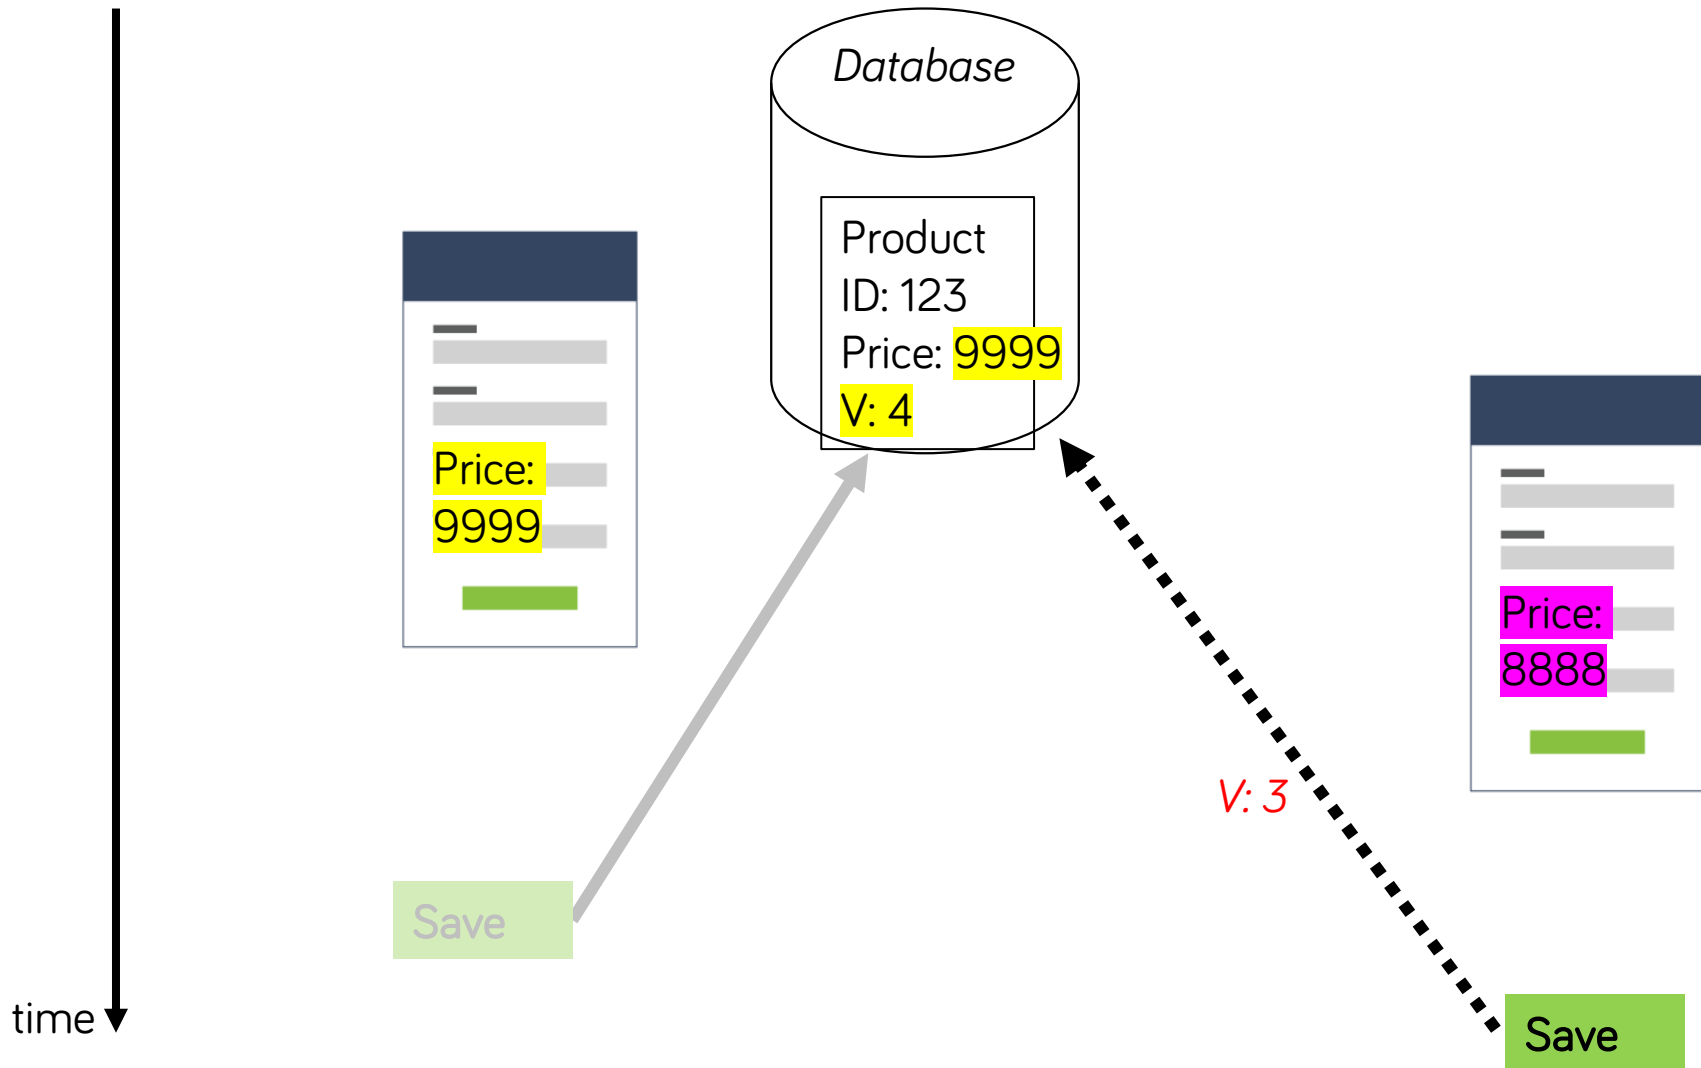 Database
Product
ID: 123
Price: 9999
V: 4
Price:
9999
Price:
8888
V: 3
Save
time
Save